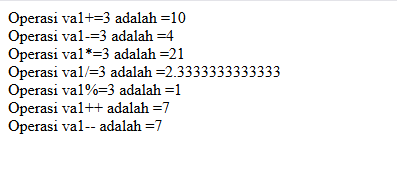 Operasi va1+=3 adalah =10
Operasi va1-=3 adalah =4
Operasi va1*=3 adalah =21
Operasi va1/=3 adalah =2.3333333333333
Operasi va1%=3 adalah =1
Operasi va1++ adalah =7
Operasi va1-- adalah =7